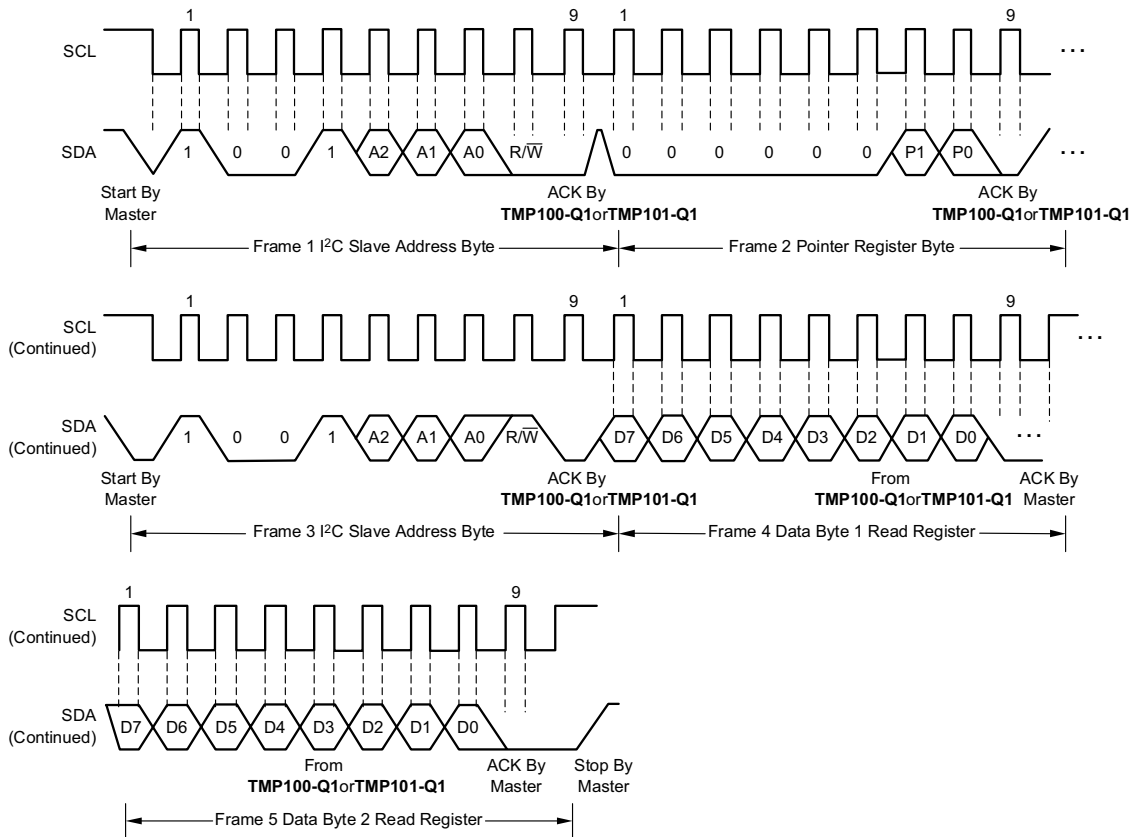 1 9 1 9
SCL ...
SDA 1 0 0 1 A2 A1 A0 R/W̅ 0 0 0 0 0 0 P1 P0 ...
Start By
Master
ACK By
TMP100-Q1orTMP101-Q1
ACK By
TMP100-Q1orTMP101-Q1
Frame 1 I²C Slave Address Byte
Frame 2 Pointer Register Byte
1 9 1 9
SCL
(Continued)
...
SDA
(Continued)
1 0 0 1 A2 A1 A0 R/W̅ D7 D6 D5 D4 D3 D2 D1 D0 ...
Start By
Master
ACK By
TMP100-Q1orTMP101-Q1
From
TMP100-Q1orTMP101-Q1
ACK By
Master
Frame 3 I²C Slave Address Byte
Frame 4 Data Byte 1 Read Register
1 9
SCL
(Continued)
SDA
(Continued)
D7 D6 D5 D4 D3 D2 D1 D0
From
TMP100-Q1orTMP101-Q1
ACK By
Master
Stop By
Master
Frame 5 Data Byte 2 Read Register